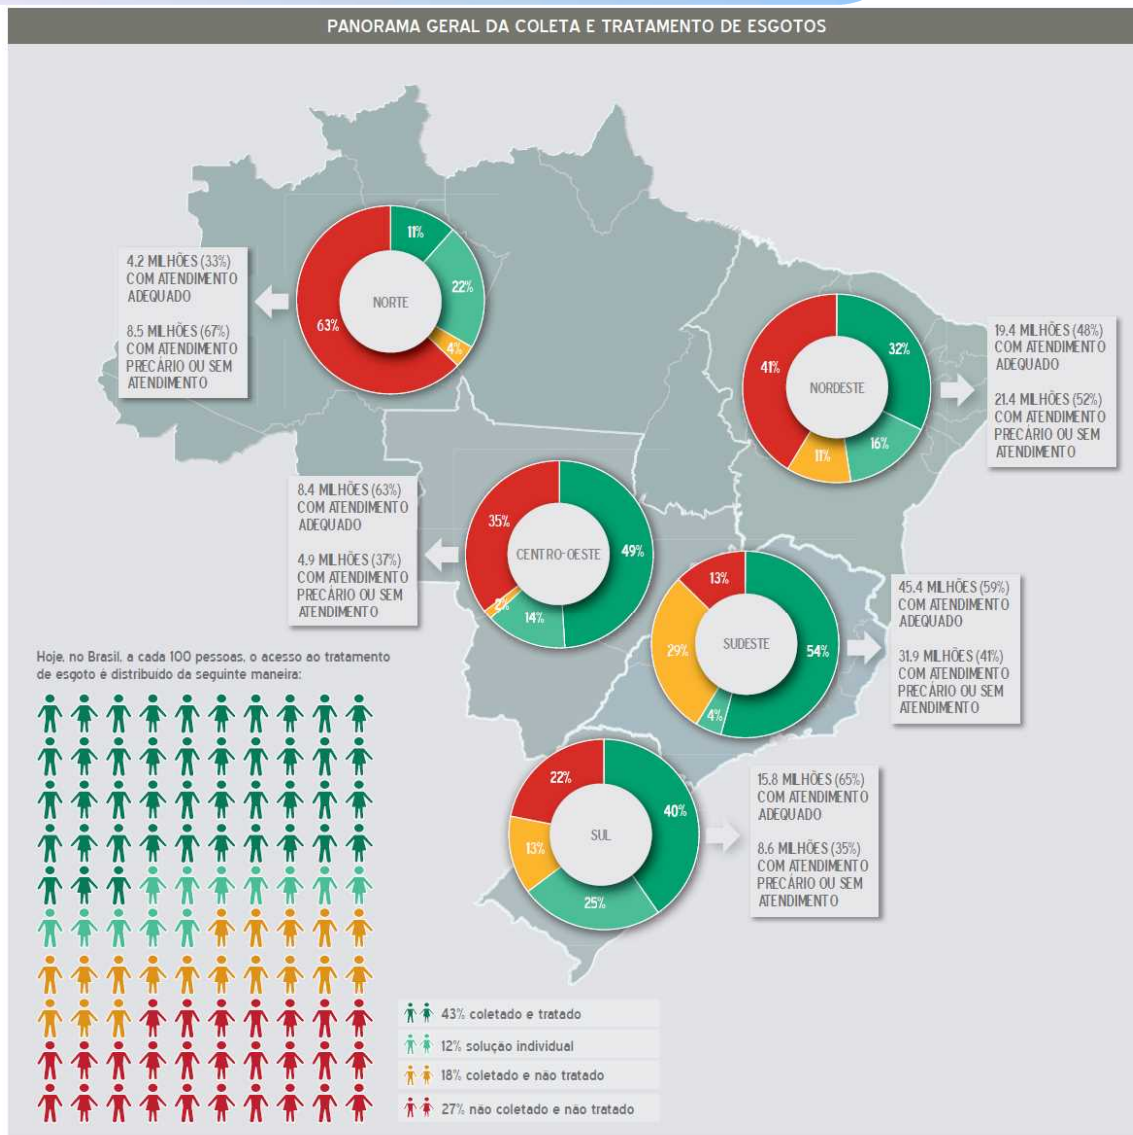 PANORAMA GERAL DA COLETA E TRATAMENTO DE ESGOTOS
11%
22%
4%
63%
NORTE
4.2 MILHÕES (33%)
COM ATENDIMENTO
ADEQUADO
8.5 MILHÕES (67%)
COM ATENDIMENTO
PRECÁRIO OU SEM
ATENDIMENTO
32%
16%
11%
41%
NORDESTE
19.4 MILHÕES (48%)
COM ATENDIMENTO
ADEQUADO
21.4 MILHÕES (52%)
COM ATENDIMENTO
PRECÁRIO OU SEM
ATENDIMENTO
8.4 MILHÕES (63%)
COM ATENDIMENTO
ADEQUADO
4.9 MILHÕES (37%)
COM ATENDIMENTO
PRECÁRIO OU SEM
ATENDIMENTO
35%
49%
2%
14%
CENTRO-OESTE
13%
54%
29%
4%
SUDESTE
45.4 MILHÕES (59%)
COM ATENDIMENTO
ADEQUADO
31.9 MILHÕES (41%)
COM ATENDIMENTO
PRECÁRIO OU SEM
ATENDIMENTO
22%
40%
13%
25%
SUL
15.8 MILHÕES (65%)
COM ATENDIMENTO
ADEQUADO
8.6 MILHÕES (35%)
COM ATENDIMENTO
PRECÁRIO OU SEM
ATENDIMENTO
Hoje, no Brasil, a cada 100 pessoas, o acesso ao tratamento
de esgoto é distribuído da seguinte maneira:
43% coletado e tratado
12% solução individual
18% coletado e não tratado
27% não coletado e não tratado